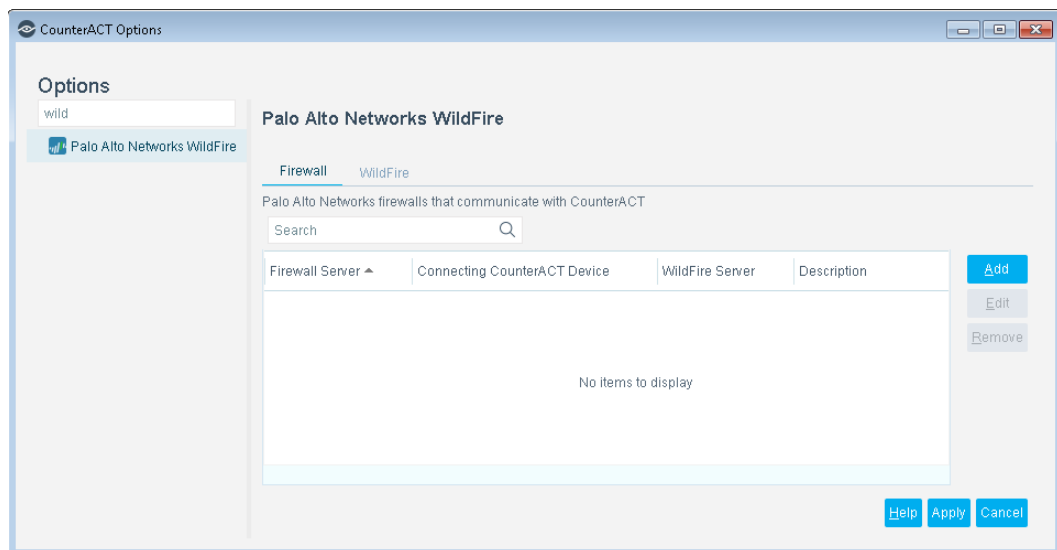 CounterACT Options
Options
wild
Palo Alto Networks WildFire
Palo Alto Networks WildFire
Firewall WildFire
Palo Alto Networks firewalls that communicate with CounterACT
Search
Firewall Server Connecting CounterACT Device WildFire Server Description
No items to display
Add
Edit
Remove
Help Apply Cancel